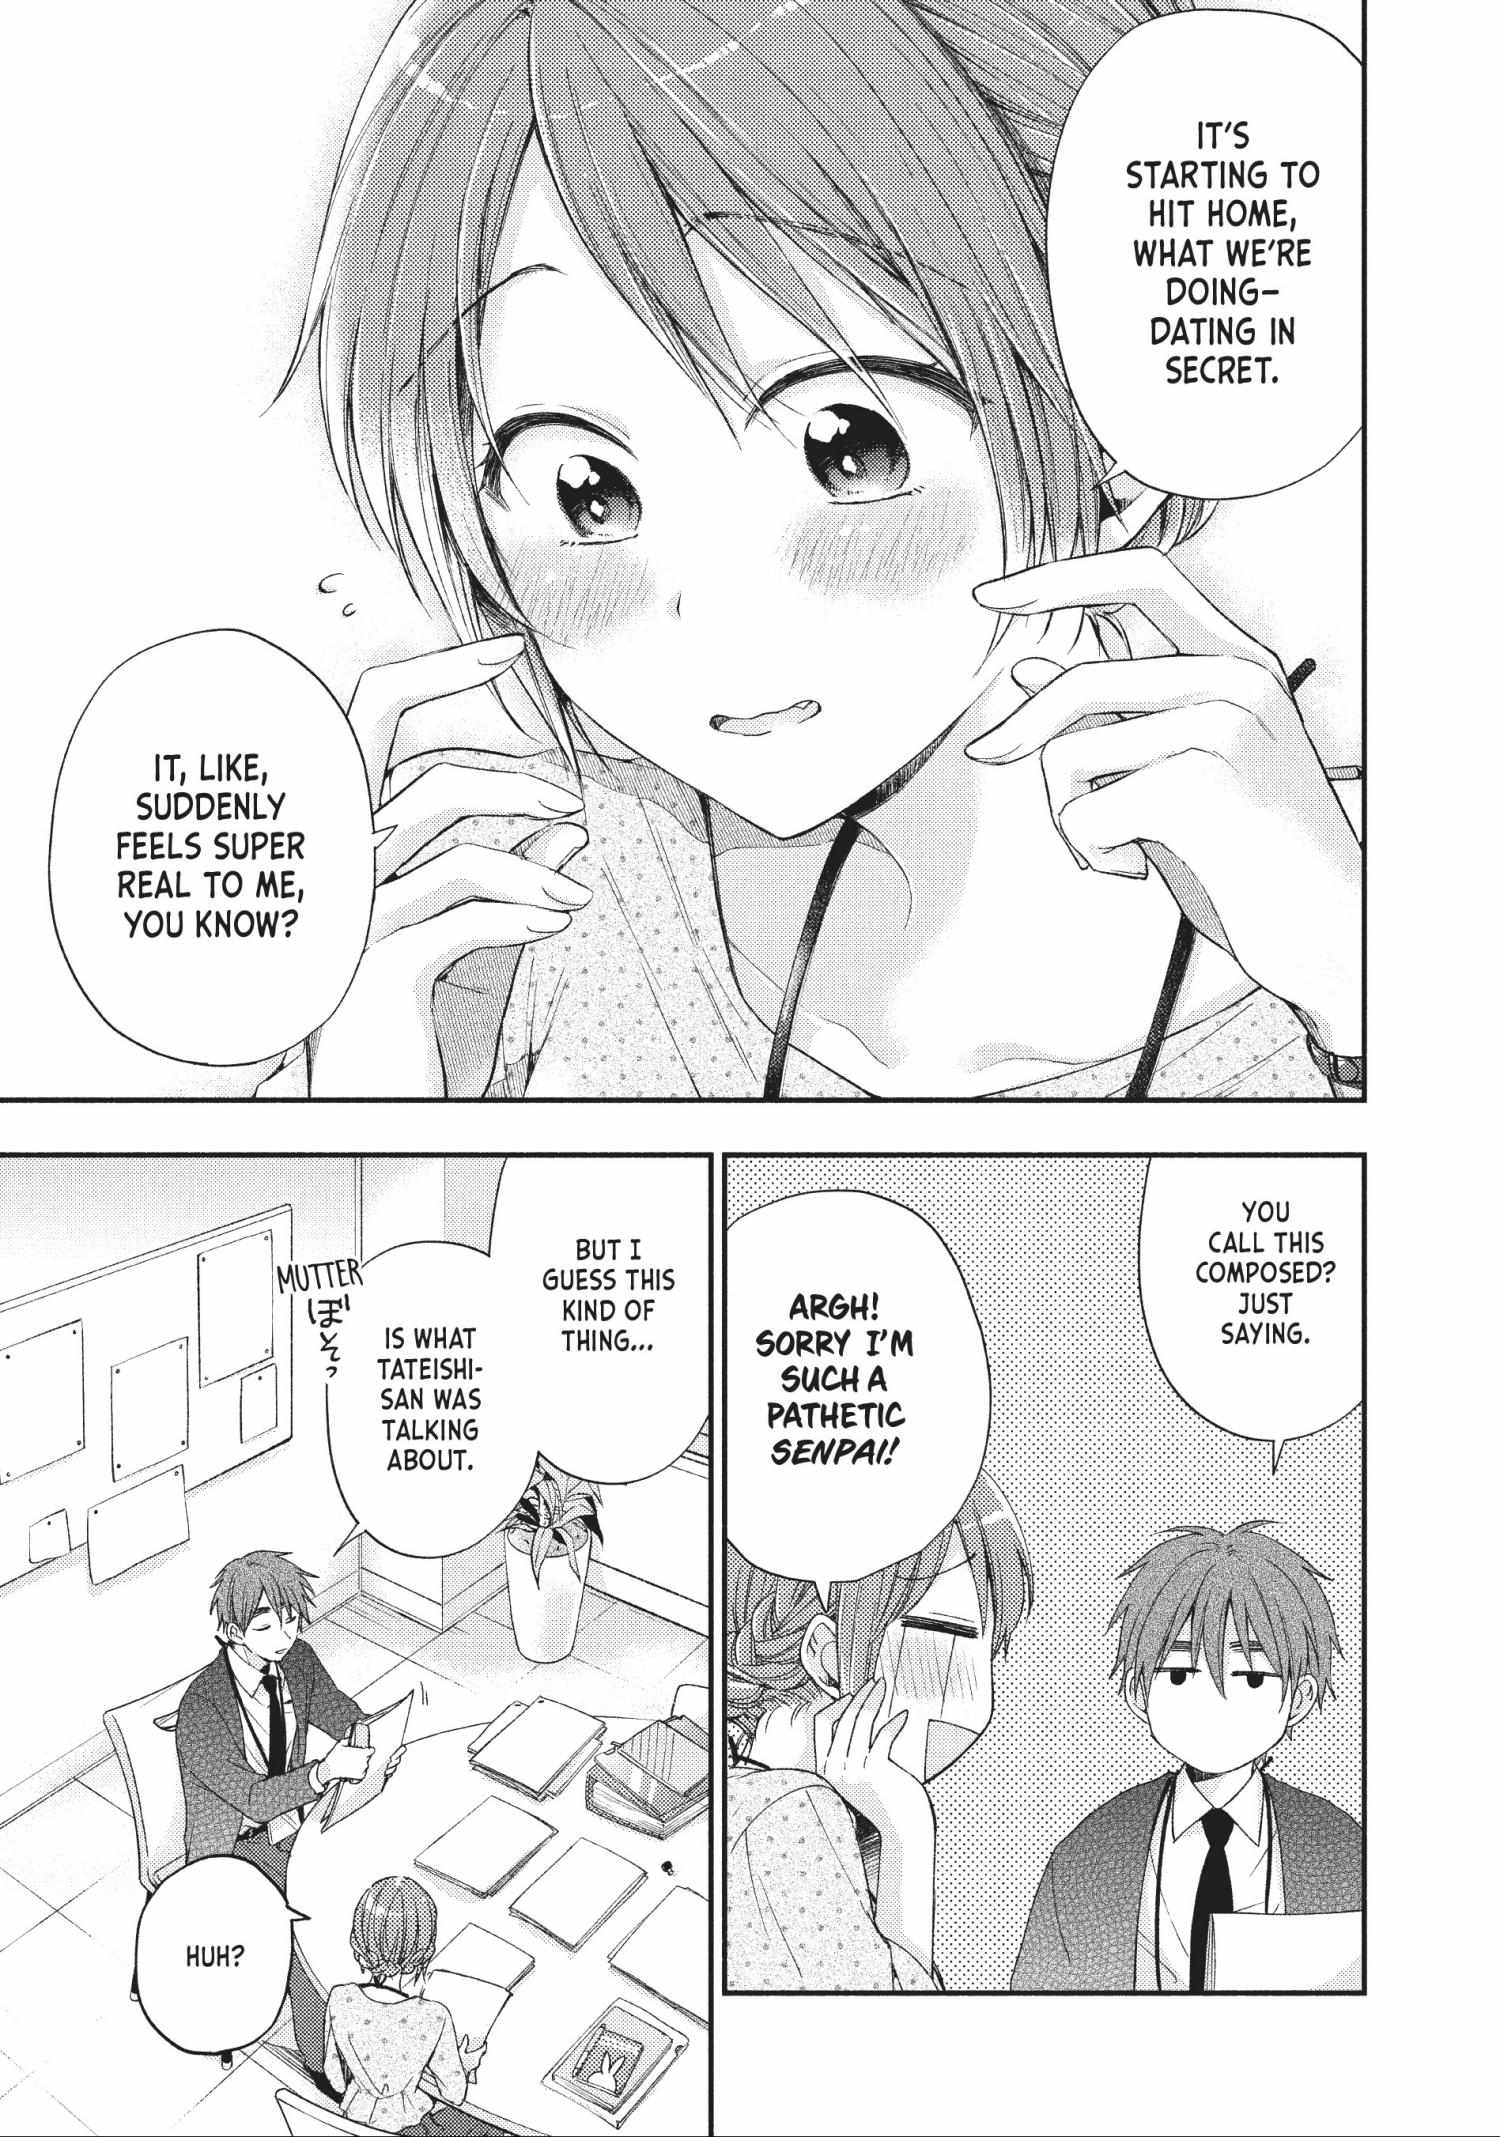 IT'S
STARTING TO
HIT HOME,
WHAT WE'RE
DOING–
DATING IN
SECRET.
IT, LIKE,
SUDDENLY
FEELS SUPER
REAL TO ME,
YOU KNOW?
YOU
CALL THIS
COMPOSED?
JUST
SAYING.
ARGH!
SORRY I'M
SUCH A
PATHETIC
SENPAI!
BUT I
GUESS THIS
KIND OF
THING...
IS WHAT
TATEISHI-
SAN WAS
TALKING
ABOUT.
MUTTER
ぼそっ
HUH?